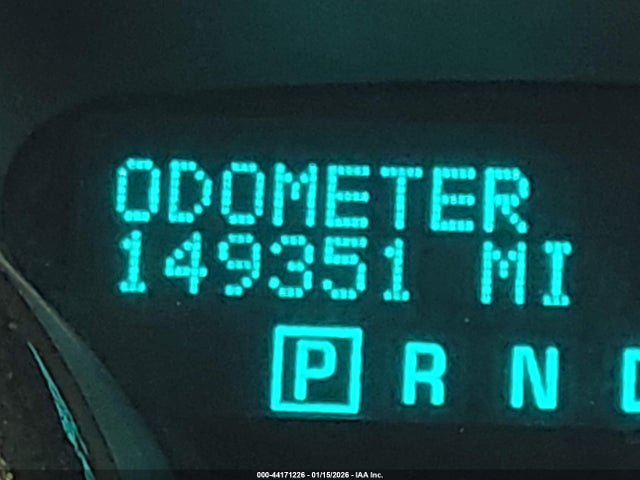 ODOMETER
149351 MI
P R N
000-44171226 - 01/15/2026 - IAA Inc.